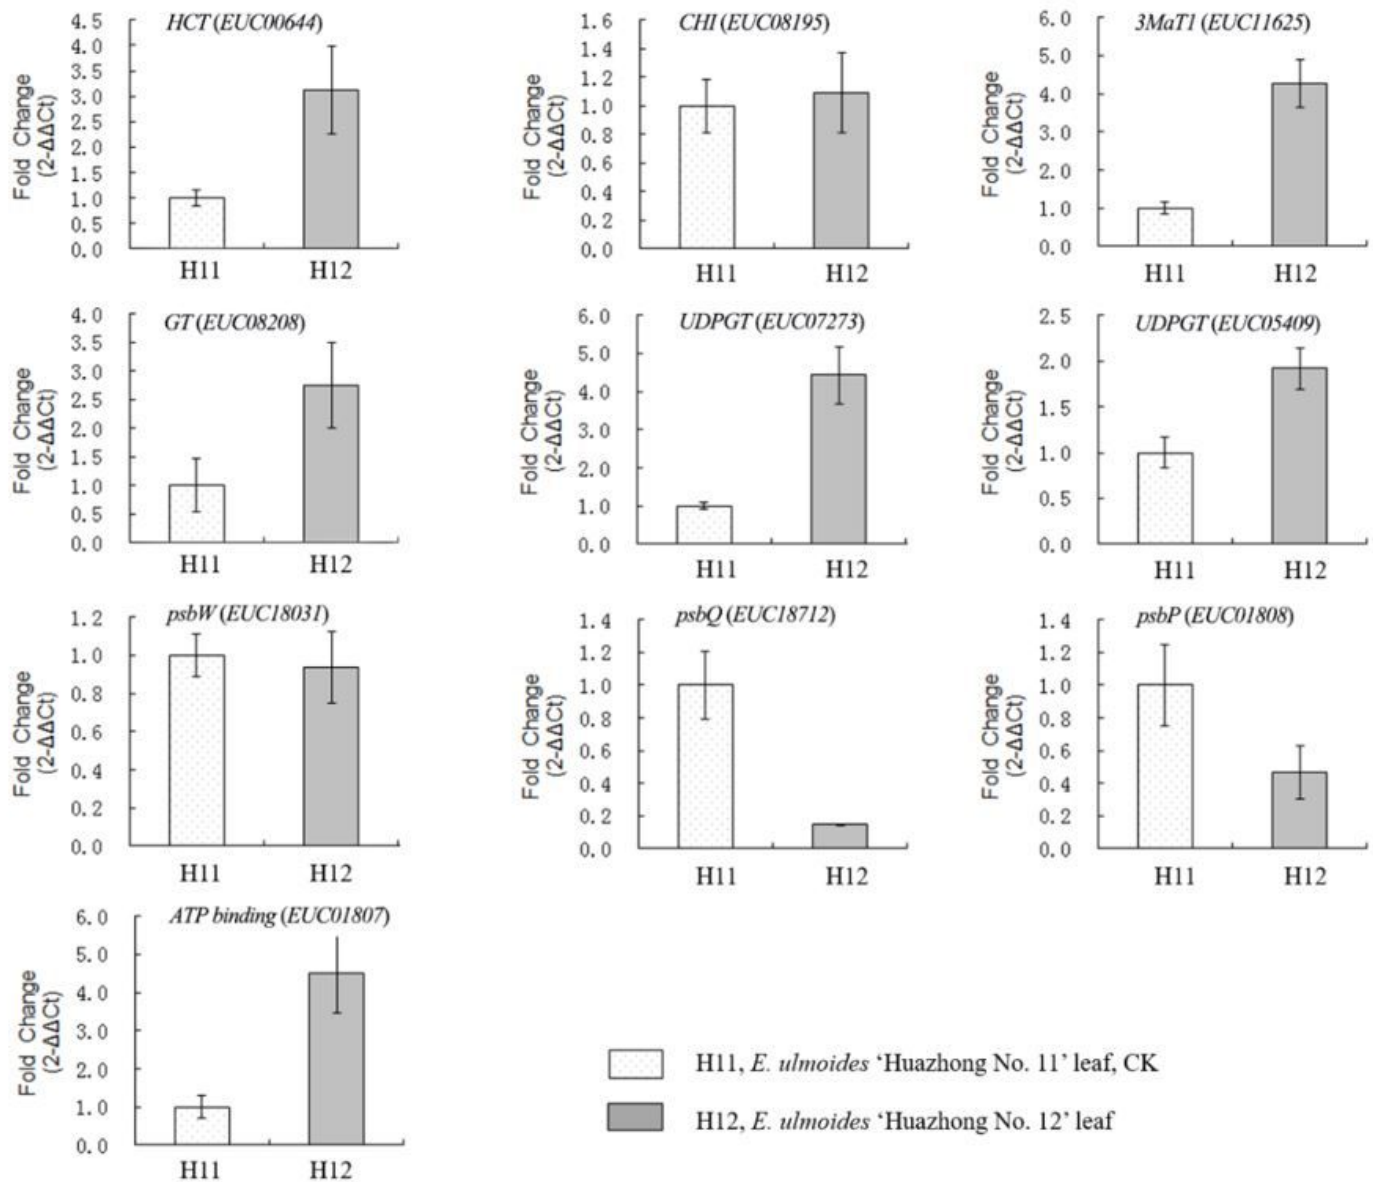 HCT (EUC00644)
Fold Change
(2-ΔΔCt)
4.5
4.0
3.5
3.0
2.5
2.0
1.5
1.0
0.5
0.0
H11 H12
CHI (EUC08195)
Fold Change
(2-ΔΔCt)
1.6
1.4
1.2
1.0
0.8
0.6
0.4
0.2
0.0
H11 H12
3MaT1 (EUC11625)
Fold Change
(2-ΔΔCt)
6.0
5.0
4.0
3.0
2.0
1.0
0.0
H11 H12
GT (EUC08208)
Fold Change
(2-ΔΔCt)
4.0
3.5
3.0
2.5
2.0
1.5
1.0
0.5
0.0
H11 H12
UDPGT (EUC07273)
Fold Change
(2-ΔΔCt)
6.0
5.0
4.0
3.0
2.0
1.0
0.0
H11 H12
UDPGT (EUC05409)
Fold Change
(2-ΔΔCt)
2.5
2.0
1.5
1.0
0.5
0.0
H11 H12
psbW (EUC18031)
Fold Change
(2-ΔΔCt)
1.2
1.0
0.8
0.6
0.4
0.2
0.0
H11 H12
psbQ (EUC18712)
Fold Change
(2-ΔΔCt)
1.4
1.2
1.0
0.8
0.6
0.4
0.2
0.0
H11 H12
psbP (EUC01808)
Fold Change
(2-ΔΔCt)
1.4
1.2
1.0
0.8
0.6
0.4
0.2
0.0
H11 H12
ATP binding (EUC01807)
Fold Change
(2-ΔΔCt)
6.0
5.0
4.0
3.0
2.0
1.0
0.0
H11 H12
H11, E. ulmoides ‘Huazhong No. 11’ leaf, CK
H12, E. ulmoides ‘Huazhong No. 12’ leaf